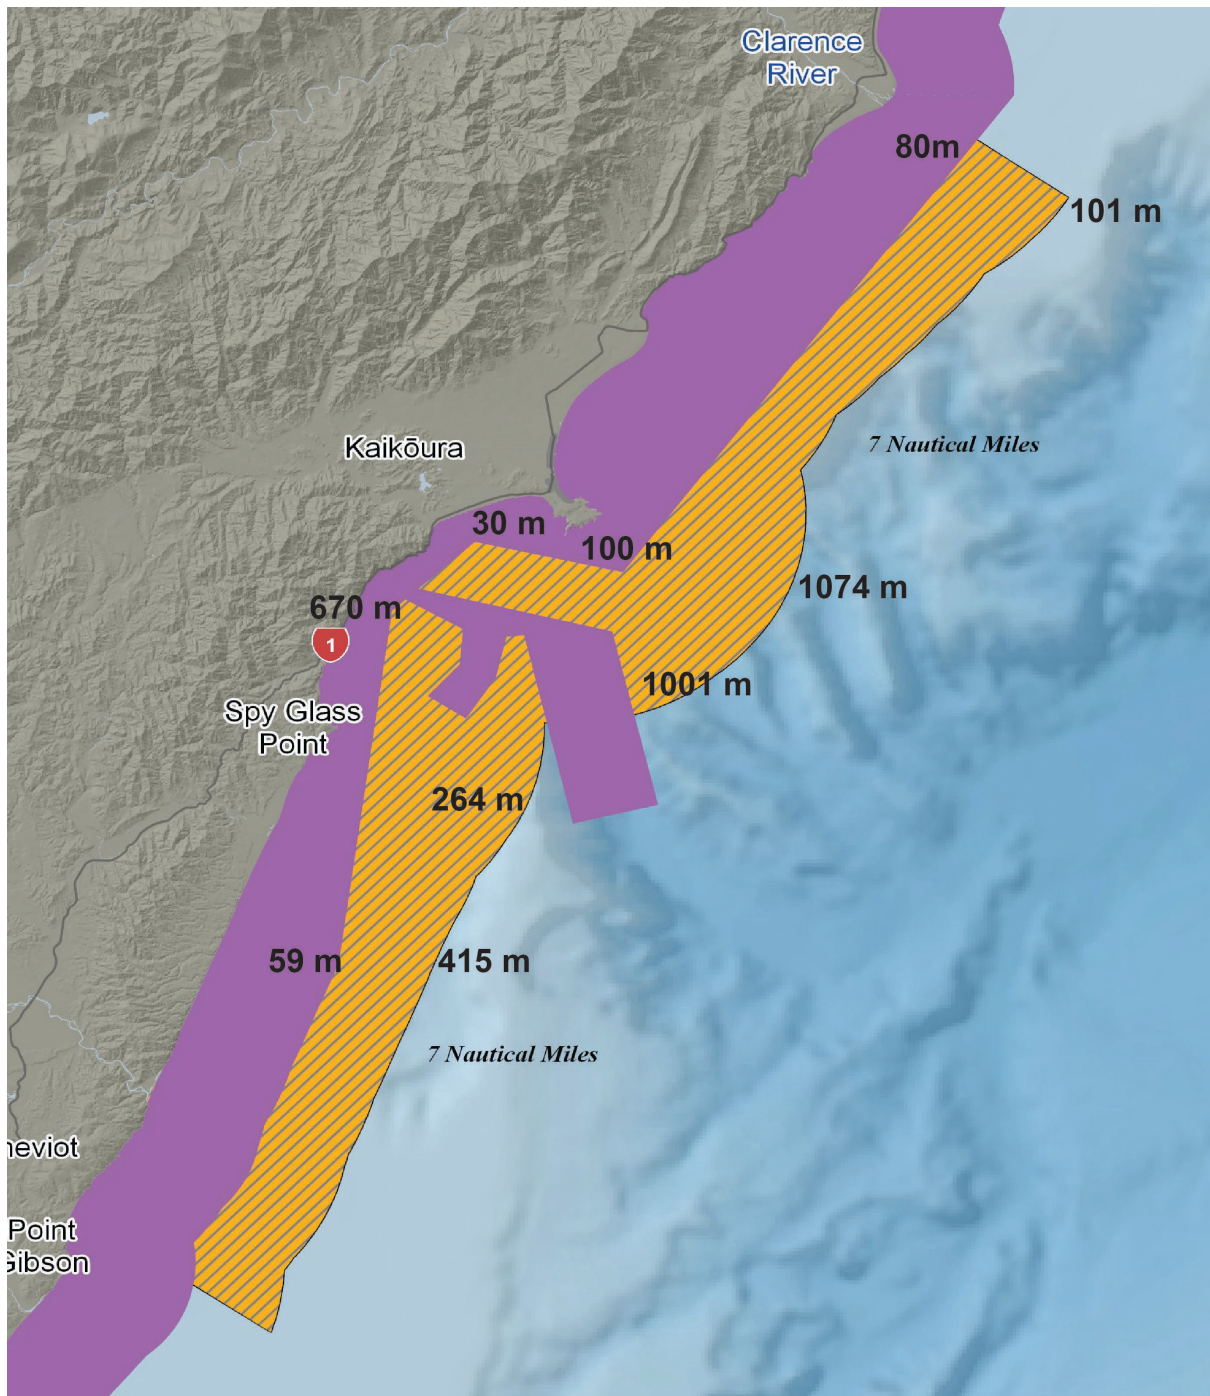 Clarence
River
80m
101 m
7 Nautical Miles
Kaikōura
30 m
100 m
1074 m
670 m
1
1001 m
Spy Glass
Point
264 m
59 m
415 m
7 Nautical Miles
neviot
Point
Gibson